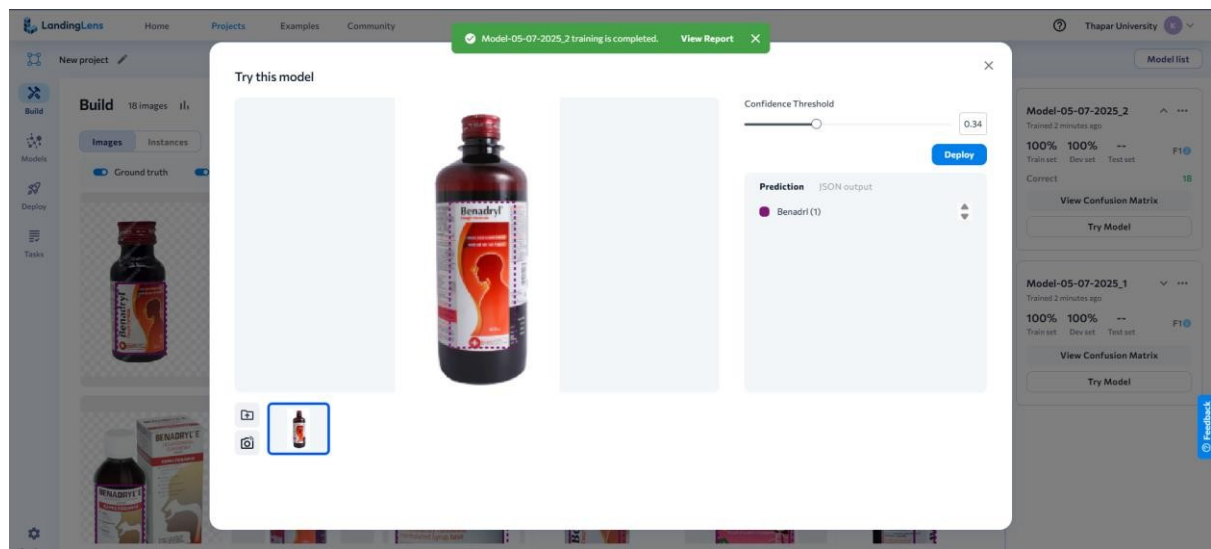 LandingLens
Home
Projects
Examples
Community
Model-05-07-2025_2 training is completed. View Report
Thapar University
New project
Model list
Build
Models
Deploy
Tasks
Build 18 images
Images
Instances
Ground truth
Benadryl
BENADRYL E
BENADRYL E
Try this model
Benadryl
Confidence Threshold
0.34
Deploy
Prediction
JSON output
Benadrl (1)
Model-05-07-2025_2
Trained 2 minutes ago
100% 100% --
Train set Dev set Test set
F1
Correct 18
View Confusion Matrix
Try Model
Model-05-07-2025_1
Trained 2 minutes ago
100% 100% --
Train set Dev set Test set
F1
View Confusion Matrix
Try Model
Feedback